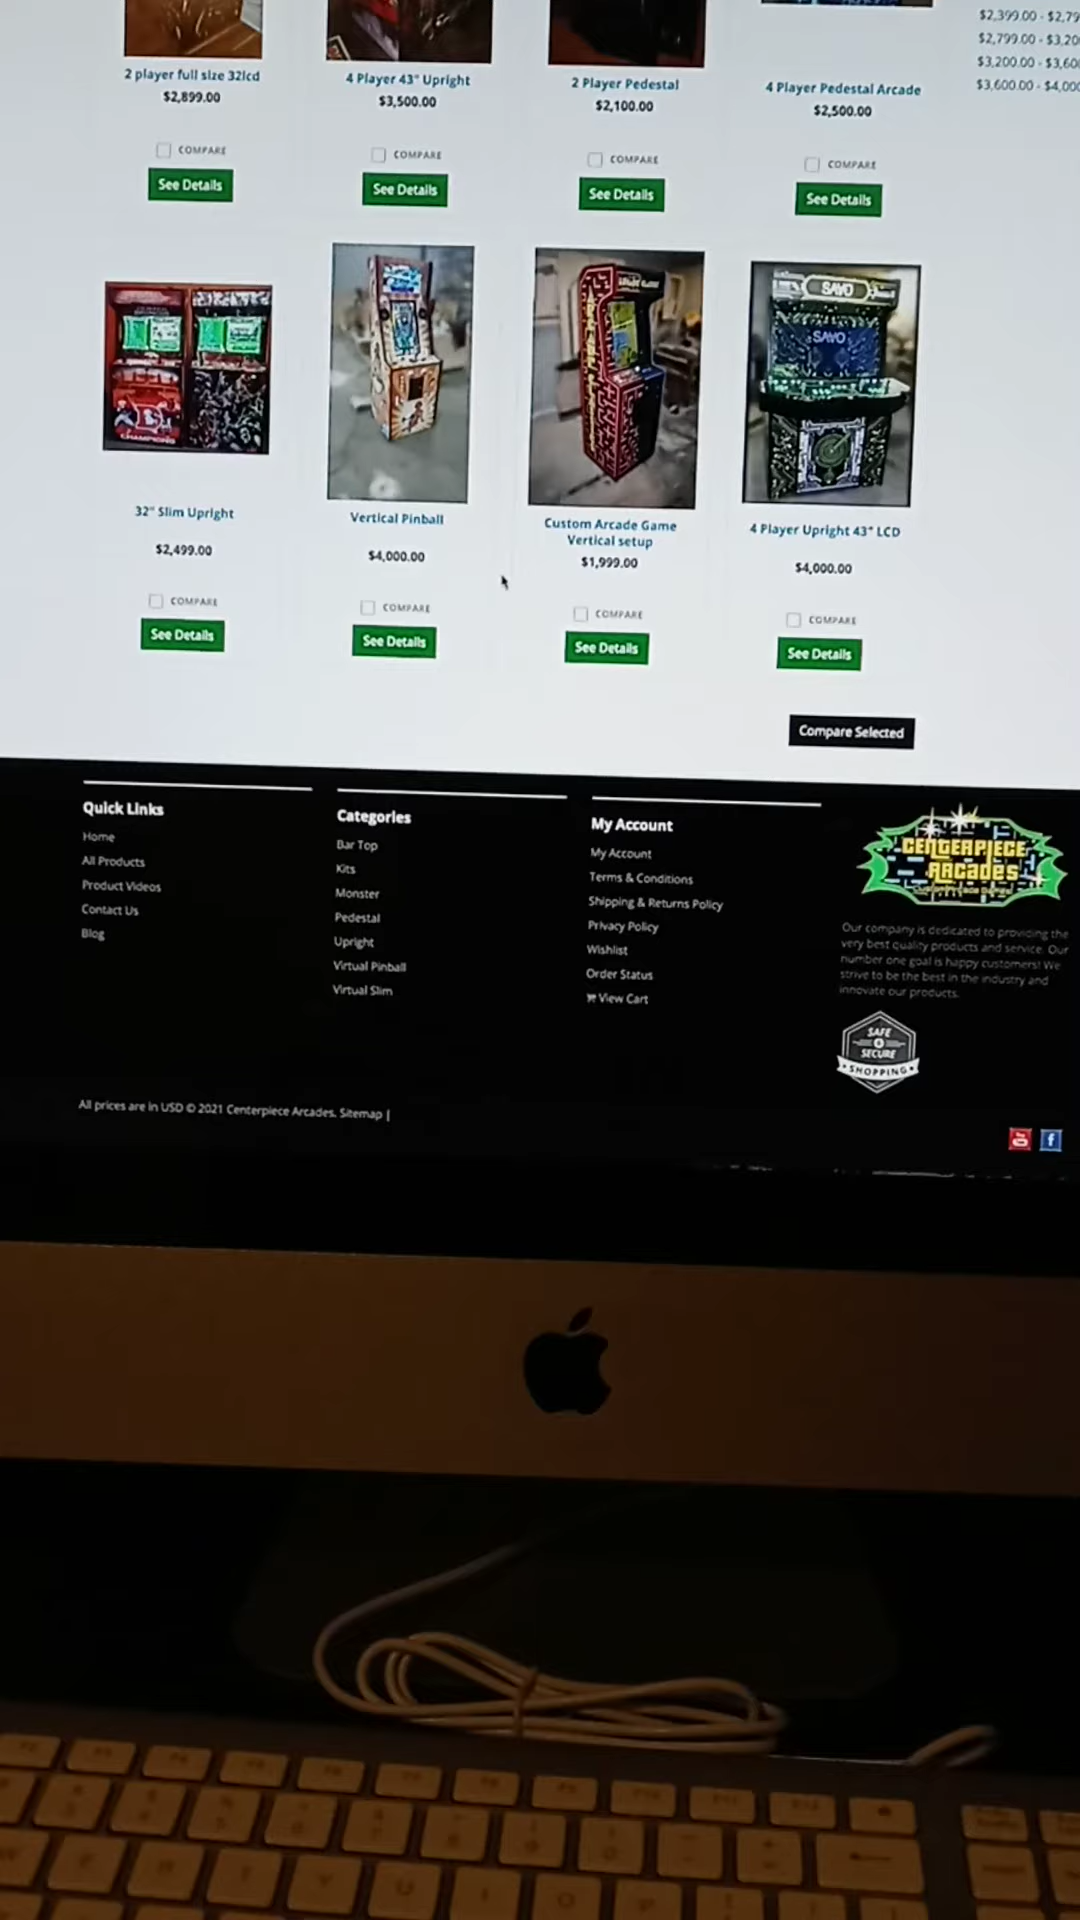 $2,399.00 - $2,79
$2,799.00 - $3,20
$3,200.00 - $3,60
$3,600.00 - $4,000
2 player full size 32lcd
$2,899.00
COMPARE
See Details
4 Player 43" Upright
$3,500.00
COMPARE
See Details
2 Player Pedestal
$2,100.00
COMPARE
See Details
4 Player Pedestal Arcade
$2,500.00
COMPARE
See Details
CHAMPIONS
32" Slim Upright
$2,499.00
COMPARE
See Details
Vertical Pinball
$4,000.00
COMPARE
See Details
Custom Arcade Game
Vertical setup
$1,999.00
COMPARE
See Details
SAVO
SAVO
4 Player Upright 43" LCD
$4,000.00
COMPARE
See Details
Compare Selected
Quick Links
Home
All Products
Product Videos
Contact Us
Blog
Categories
Bar Top
Kits
Monster
Pedestal
Upright
Virtual Pinball
Virtual Slim
My Account
My Account
Terms & Conditions
Shipping & Returns Policy
Privacy Policy
Wishlist
Order Status
View Cart
CENTERPIECE
ARCADES
Custom Arcade Games
Our company is dedicated to providing the
very best quality products and service. Our
number one goal is happy customers! We
strive to be the best in the industry and
innovate our products.
SAFE
SECURE
SHOPPING
All prices are in USD © 2021 Centerpiece Arcades. Sitemap |
You
f